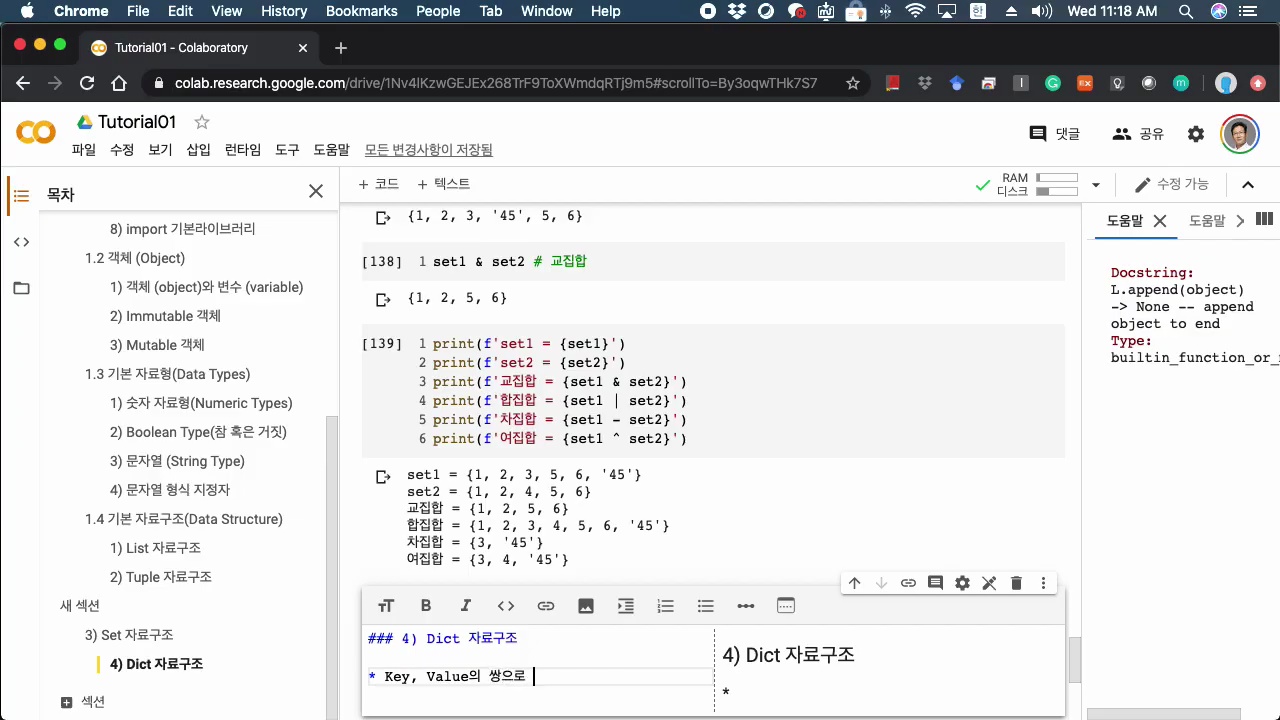 Chrome File Edit View History Bookmarks People Tab Window Help 한 Wed 11:18 AM
Tutorial01 - Colaboratory
colab.research.google.com/drive/1Nv4lKzwGEJEx268TrF9ToXWmdqRTj9m5#scrollTo=By3oqwTHk7S7
Tutorial01
댓글 공유
파일 수정 보기 삽입 런타임 도구 도움말 모든 변경사항이 저장됨
목차
+ 코드 + 텍스트
RAM
디스크
수정 가능
8) import 기본라이브러리
1.2 객체 (Object)
1) 객체 (object)와 변수 (variable)
2) Immutable 객체
3) Mutable 객체
1.3 기본 자료형(Data Types)
1) 숫자 자료형(Numeric Types)
2) Boolean Type(참 혹은 거짓)
3) 문자열 (String Type)
4) 문자열 형식 지정자
1.4 기본 자료구조(Data Structure)
1) List 자료구조
2) Tuple 자료구조
새 섹션
3) Set 자료구조
4) Dict 자료구조
섹션
{1, 2, 3, '45', 5, 6}
[138] 1 set1 & set2 # 교집합
{1, 2, 5, 6}
[139] 1 print(f'set1 = {set1}')
2 print(f'set2 = {set2}')
3 print(f'교집합 = {set1 & set2}')
4 print(f'합집합 = {set1 | set2}')
5 print(f'차집합 = {set1 - set2}')
6 print(f'여집합 = {set1 ^ set2}')
set1 = {1, 2, 3, 5, 6, '45'}
set2 = {1, 2, 4, 5, 6}
교집합 = {1, 2, 5, 6}
합집합 = {1, 2, 3, 4, 5, 6, '45'}
차집합 = {3, '45'}
여집합 = {3, 4, '45'}
### 4) Dict 자료구조
* Key, Value의 쌍으로
4) Dict 자료구조
*
도움말 도움말
Docstring:
L.append(object)
-> None -- append
object to end
Type:
builtin_function_or_